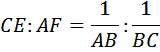 CE: AF = 1/AB : 1/BC